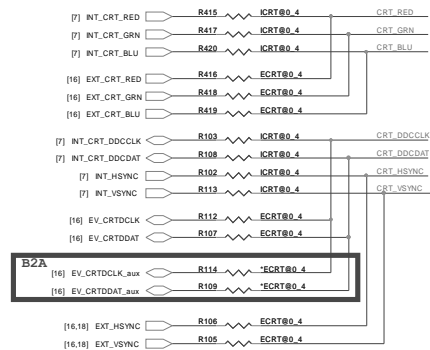 [7] INT_CRT_RED R415 ICRT@0_4 CRT_RED
[7] INT_CRT_GRN R417 ICRT@0_4 CRT_GRN
[7] INT_CRT_BLU R420 ICRT@0_4 CRT_BLU
[16] EXT_CRT_RED R416 ECRT@0_4
[16] EXT_CRT_GRN R418 ECRT@0_4
[16] EXT_CRT_BLU R419 ECRT@0_4
[7] INT_CRT_DDCCLK R103 ICRT@0_4 CRT_DDCCLK
[7] INT_CRT_DDCDAT R108 ICRT@0_4 CRT_DDCDAT
[7] INT_HSYNC R102 ICRT@0_4 CRT_HSYNC
[7] INT_VSYNC R113 ICRT@0_4 CRT_VSYNC
[16] EV_CRTDCLK R112 ECRT@0_4
[16] EV_CRTDDAT R107 ECRT@0_4
B2A
[16] EV_CRTDCLK_aux R114 *ECRT@0_4
[16] EV_CRTDDAT_aux R109 *ECRT@0_4
[16,18] EXT_HSYNC R106 ECRT@0_4
[16,18] EXT_VSYNC R105 ECRT@0_4